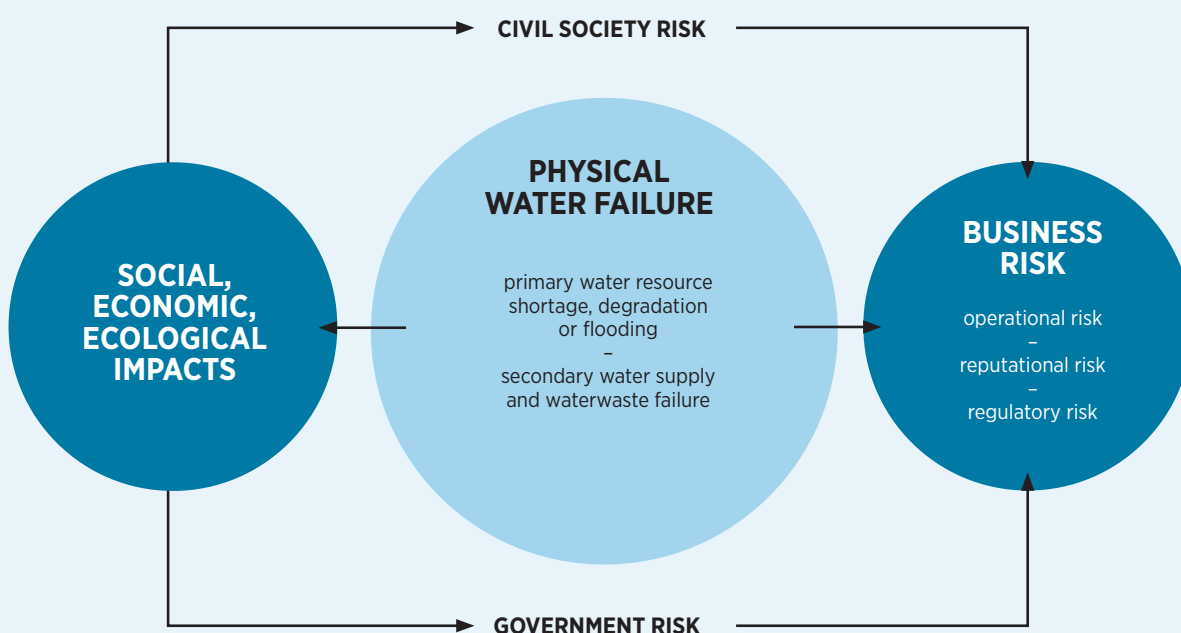 CIVIL SOCIETY RISK
SOCIAL,
ECONOMIC,
ECOLOGICAL
IMPACTS
PHYSICAL
WATER FAILURE
primary water resource
shortage, degradation
or flooding
–
secondary water supply
and waterwaste failure
BUSINESS
RISK
operational risk
–
reputational risk
–
regulatory risk
GOVERNMENT RISK